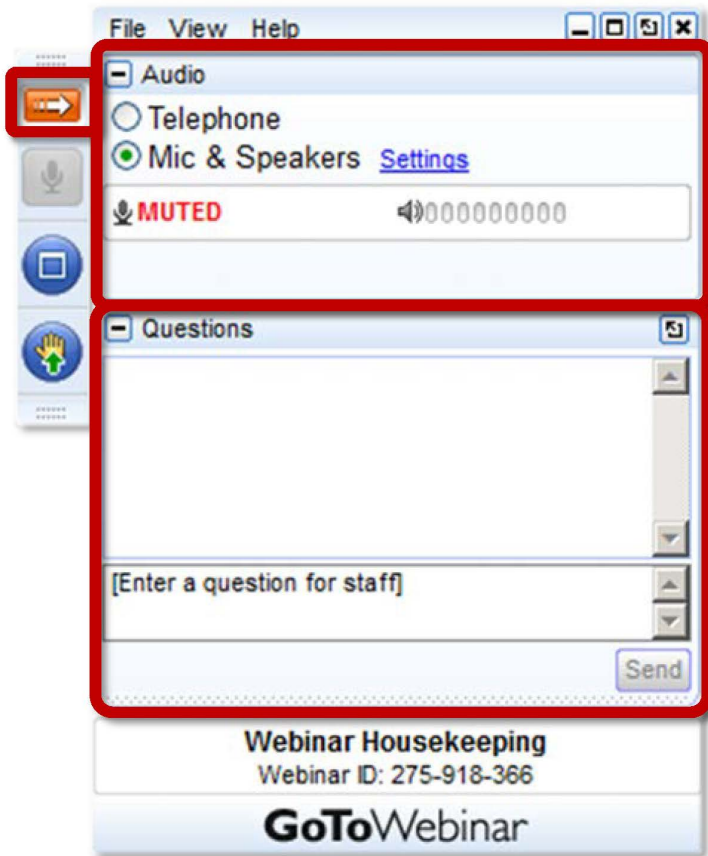 File View Help
Audio
Telephone
Mic & Speakers Settings
MUTED 000000000
Questions
[Enter a question for staff]
Send
Webinar Housekeeping
Webinar ID: 275-918-366
GoToWebinar